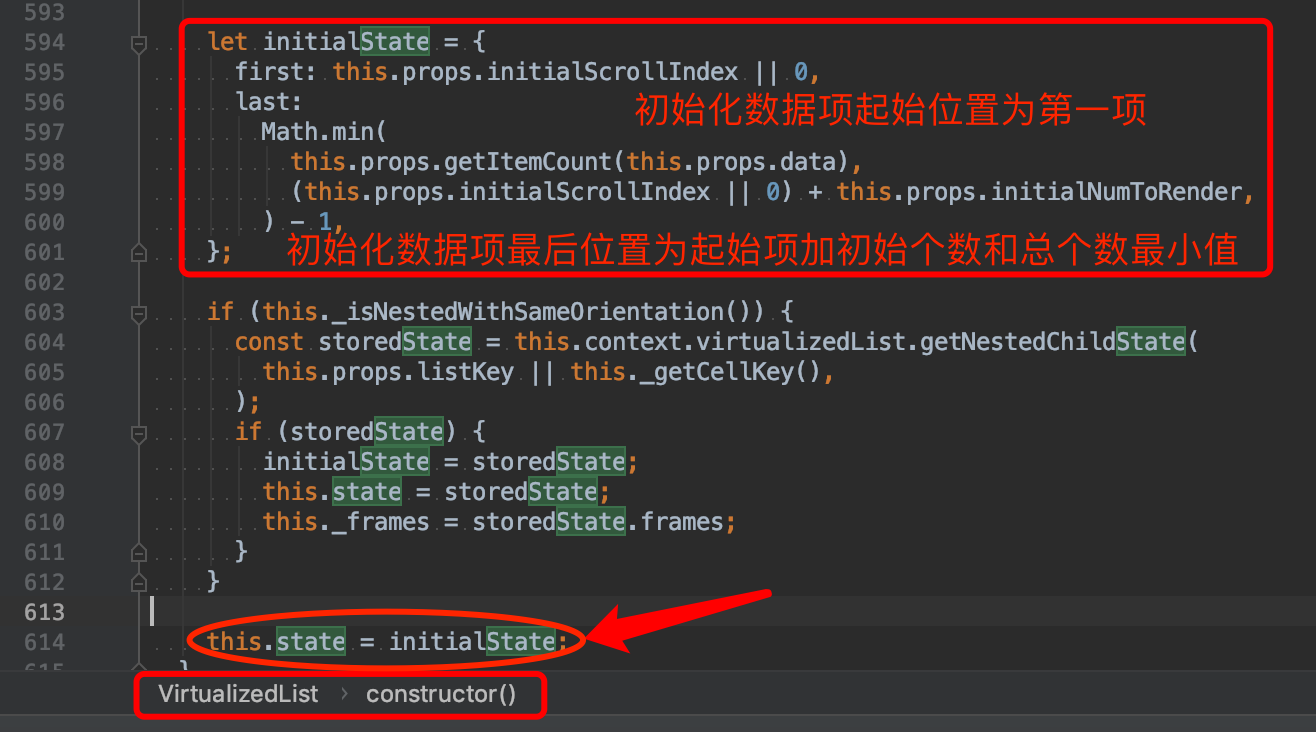 593
594 let initialState = {
595 first: this.props.initialScrollIndex || 0,
596 last:
初始化数据项起始位置为第一项
597 Math.min(
598 this.props.getItemCount(this.props.data),
599 (this.props.initialScrollIndex || 0) + this.props.initialNumToRender,
600 ) - 1,
601 };
初始化数据项最后位置为起始项加初始个数和总个数最小值
602
603 if (this._isNestedWithSameOrientation()) {
604 const storedState = this.context.virtualizedList.getNestedChildState(
605 this.props.listKey || this._getCellKey(),
606 );
607 if (storedState) {
608 initialState = storedState;
609 this.state = storedState;
610 this._frames = storedState.frames;
611 }
612 }
613
614 this.state = initialState;
615 }
VirtualizedList › constructor()